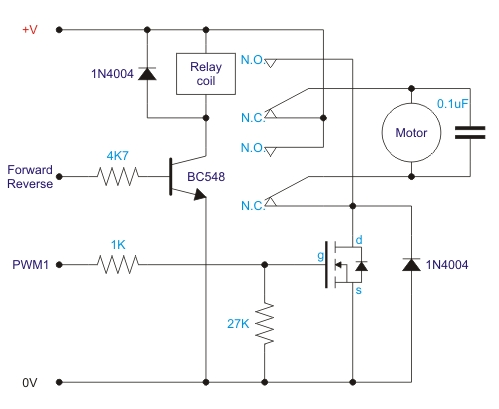 +V
1N4004
Relay
coil
N.O.
N.C.
N.O.
N.C.
0.1uF
Motor
Forward
Reverse
4K7
BC548
PWM1
1K
g
d
s
1N4004
27K
0V